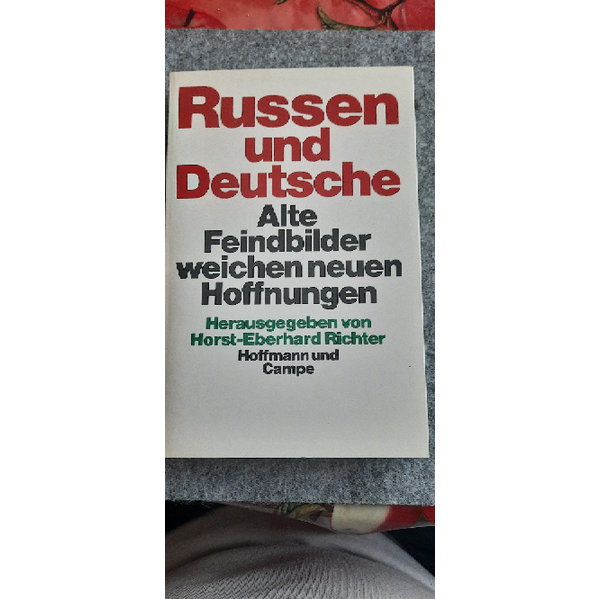 Russen
und
Deutsche
Alte
Feindbilder
weichen neuen
Hoffnungen
Herausgegeben von
Horst-Eberhard Richter
Hoffmann und
Campe